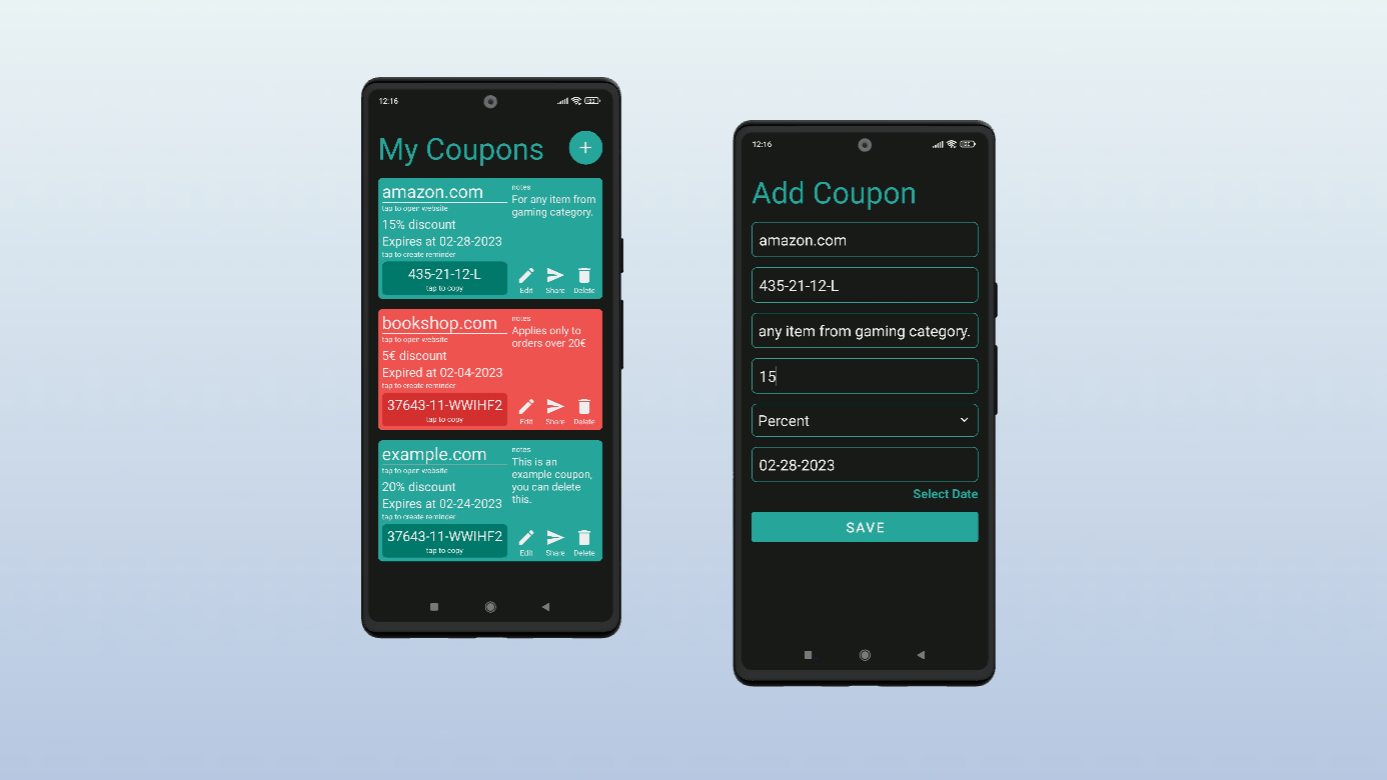 12:16
My Coupons
+
amazon.com
tap to open website
15% discount
Expires at 02-28-2023
tap to create reminder
435-21-12-L
tap to copy
notes
For any item from
gaming category.
Edit Share Delete
bookshop.com
tap to open website
5€ discount
Expired at 02-04-2023
tap to create reminder
37643-11-WWIHF2
tap to copy
notes
Applies only to
orders over 20€
Edit Share Delete
example.com
tap to open website
20% discount
Expires at 02-24-2023
tap to create reminder
37643-11-WWIHF2
tap to copy
notes
This is an
example coupon,
you can delete
this.
Edit Share Delete
12:16
Add Coupon
amazon.com
435-21-12-L
any item from gaming category.
15
Percent
02-28-2023
Select Date
SAVE